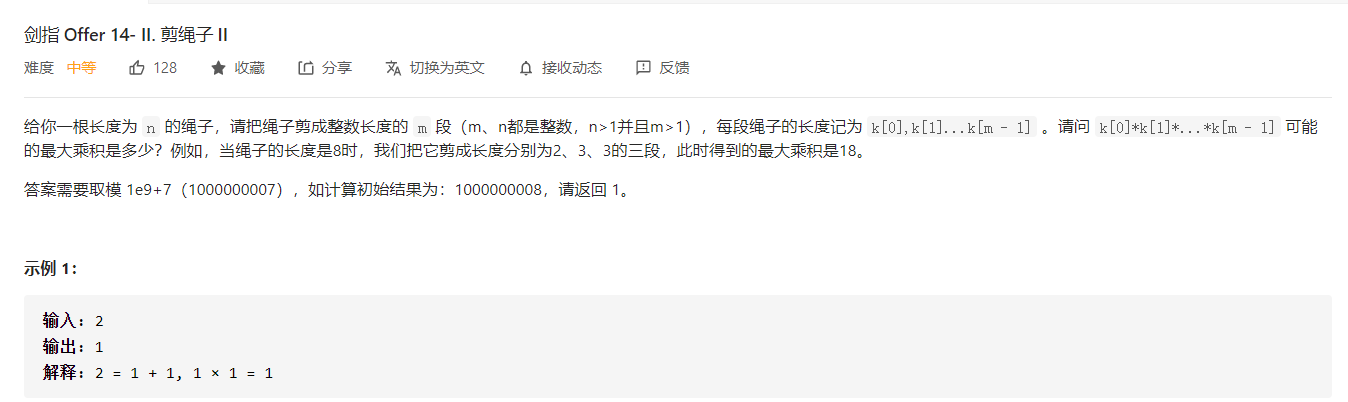 剑指 Offer 14- II. 剪绳子 II
难度 中等 128 收藏 分享 切换为英文 接收动态 反馈
给你一根长度为 n 的绳子，请把绳子剪成整数长度的 m 段（m、n都是整数，n>1并且m>1），每段绳子的长度记为 k[0],k[1]...k[m - 1] 。请问 k[0]*k[1]*...*k[m - 1] 可能
的最大乘积是多少？例如，当绳子的长度是8时，我们把它剪成长度分别为2、3、3的三段，此时得到的最大乘积是18。
答案需要取模 1e9+7（1000000007），如计算初始结果为：1000000008，请返回 1。
示例 1：
输入：2
输出：1
解释：2 = 1 + 1, 1 × 1 = 1